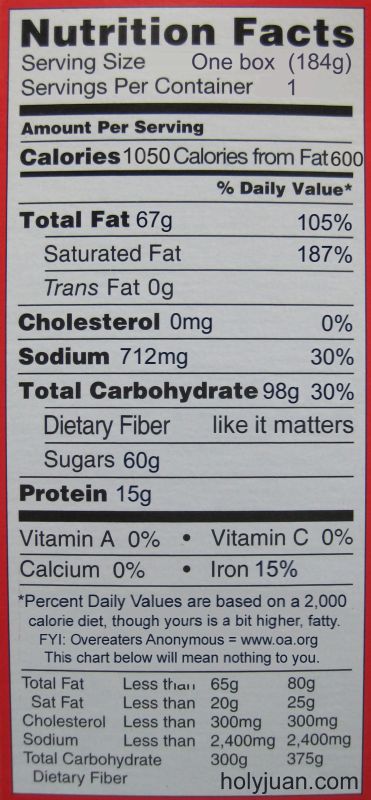 Nutrition Facts
Serving Size One box (184g)
Servings Per Container 1
Amount Per Serving
Calories 1050 Calories from Fat 600
% Daily Value*
Total Fat 67g 105%
Saturated Fat 187%
Trans Fat 0g
Cholesterol 0mg 0%
Sodium 712mg 30%
Total Carbohydrate 98g 30%
Dietary Fiber like it matters
Sugars 60g
Protein 15g
Vitamin A 0% • Vitamin C 0%
Calcium 0% • Iron 15%
*Percent Daily Values are based on a 2,000
calorie diet, though yours is a bit higher, fatty.
FYI: Overeaters Anonymous = www.oa.org
This chart below will mean nothing to you.
Total Fat Less than 65g 80g
Sat Fat Less than 20g 25g
Cholesterol Less than 300mg 300mg
Sodium Less than 2,400mg 2,400mg
Total Carbohydrate 300g 375g
Dietary Fiber
holyjuan.com